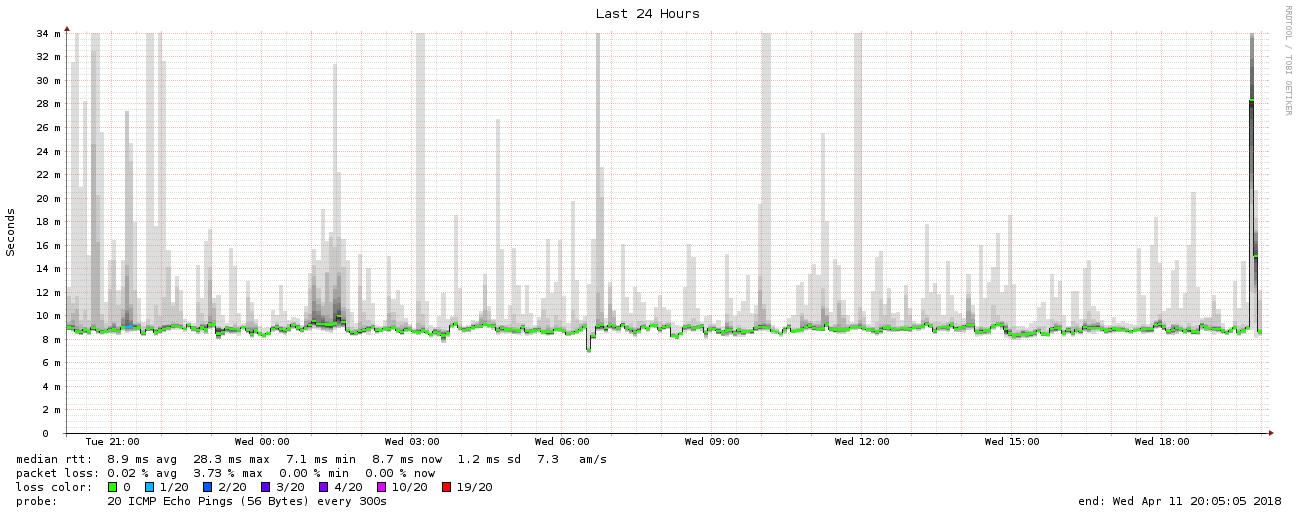 Last 24 Hours
RRDTOOL / TOBI OETIKER
Seconds
34 m
32 m
30 m
28 m
26 m
24 m
22 m
20 m
18 m
16 m
14 m
12 m
10 m
8 m
6 m
4 m
2 m
0
Tue 21:00 Wed 00:00 Wed 03:00 Wed 06:00 Wed 09:00 Wed 12:00 Wed 15:00 Wed 18:00
median rtt: 8.9 ms avg 28.3 ms max 7.1 ms min 8.7 ms now 1.2 ms sd 7.3 am/s
packet loss: 0.02 % avg 3.73 % max 0.00 % min 0.00 % now
loss color: 0 1/20 2/20 3/20 4/20 10/20 19/20
probe: 20 ICMP Echo Pings (56 Bytes) every 300s end: Wed Apr 11 20:05:05 2018